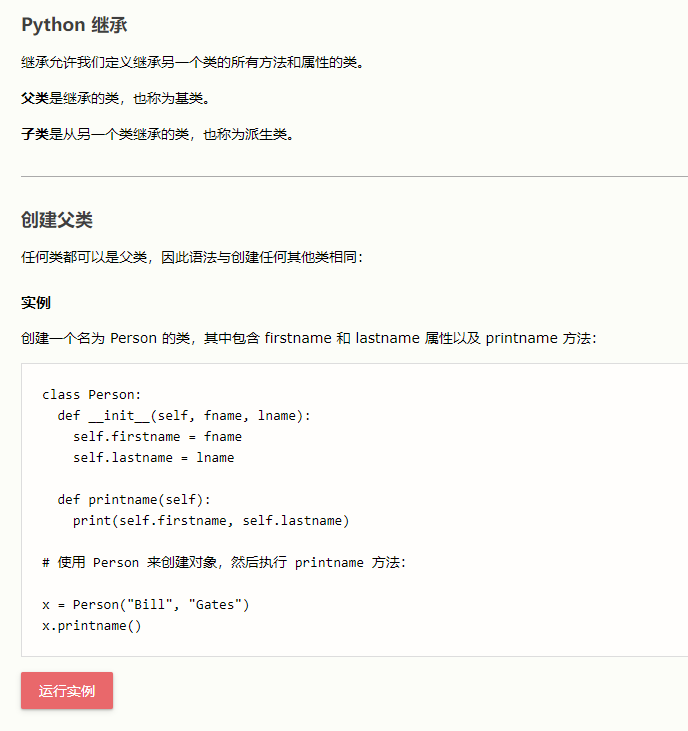 Python 继承
继承允许我们定义继承另一个类的所有方法和属性的类。
父类是继承的类，也称为基类。
子类是从另一个类继承的类，也称为派生类。
创建父类
任何类都可以是父类，因此语法与创建任何其他类相同：
实例
创建一个名为 Person 的类，其中包含 firstname 和 lastname 属性以及 printname 方法：
class Person:
  def __init__(self, fname, lname):
    self.firstname = fname
    self.lastname = lname
  def printname(self):
    print(self.firstname, self.lastname)
# 使用 Person 来创建对象，然后执行 printname 方法：
x = Person("Bill", "Gates")
x.printname()
运行实例